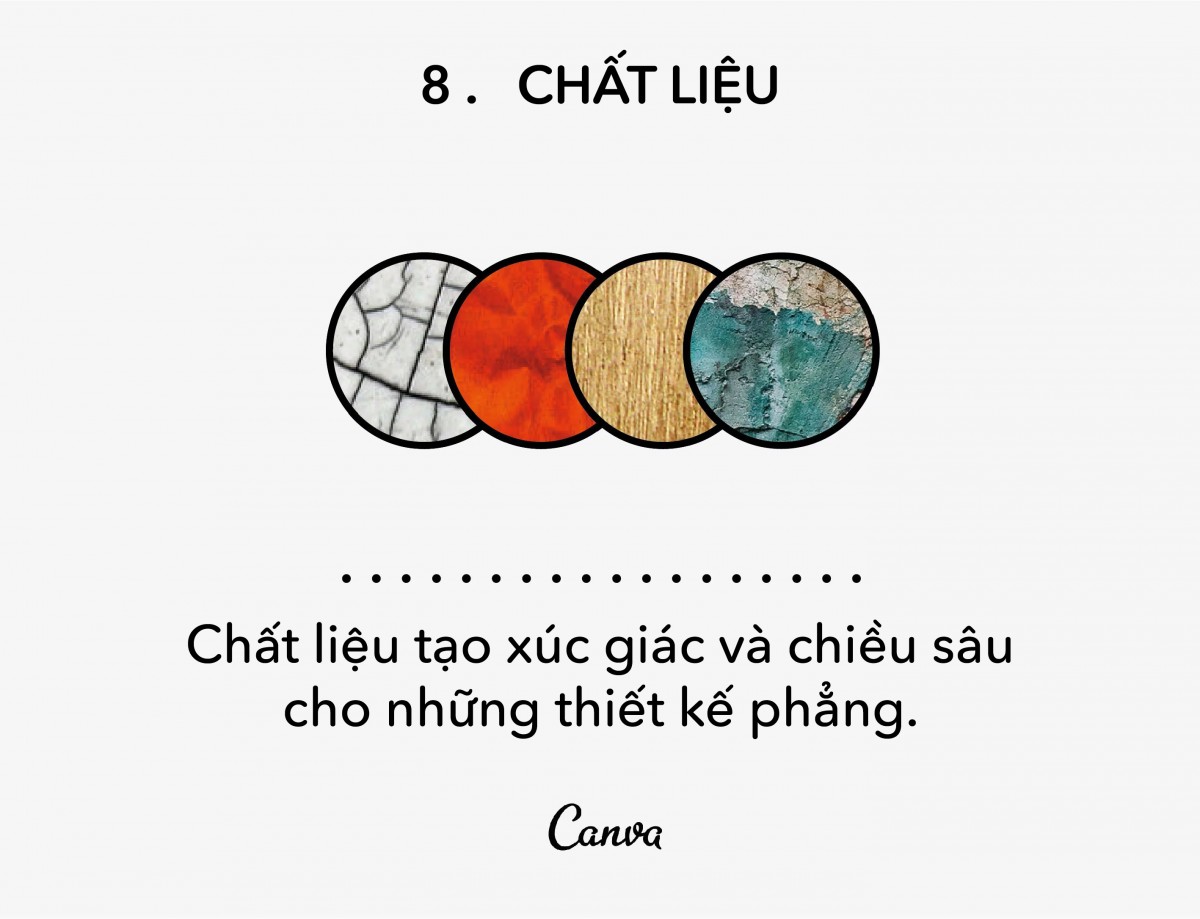 8 . CHẤT LIỆU
Chất liệu tạo xúc giác và chiều sâu
cho những thiết kế phẳng.
Canva